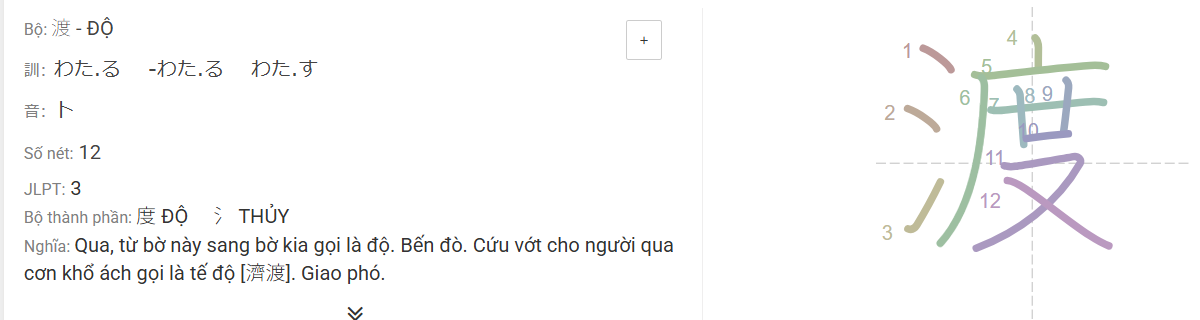 Bộ: 渡 - ĐỘ
+
訓: わた.る -わた.る わた.す
音: ト
Số nét: 12
JLPT: 3
Bộ thành phần: 度 ĐỘ 氵 THỦY
Nghĩa: Qua, từ bờ này sang bờ kia gọi là độ. Bến đò. Cứu vớt cho người qua
cơn khổ ách gọi là tế độ [濟渡]. Giao phó.
渡
1
2
3
4
5
6
7
8
9
10
11
12